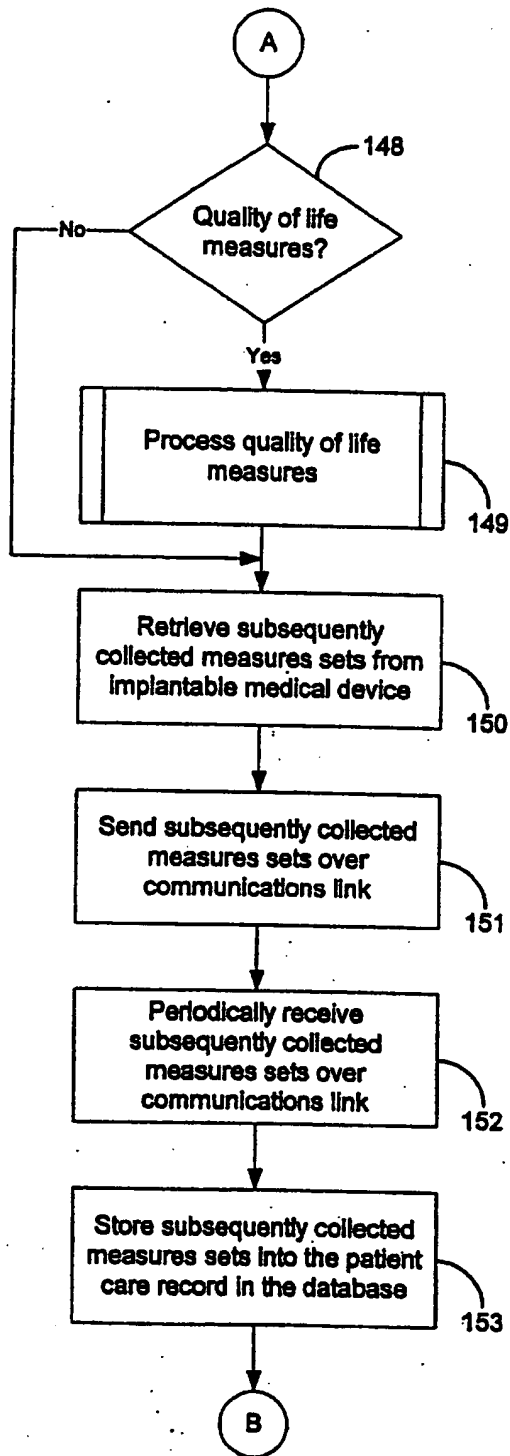 A
148
Quality of life
measures?
No
Yes
Process quality of life
measures
149
Retrieve subsequently
collected measures sets from
implantable medical device
150
Send subsequently collected
measures sets over
communications link
151
Periodically receive
subsequently collected
measures sets over
communications link
152
Store subsequently collected
measures sets into the patient
care record in the database
153
B